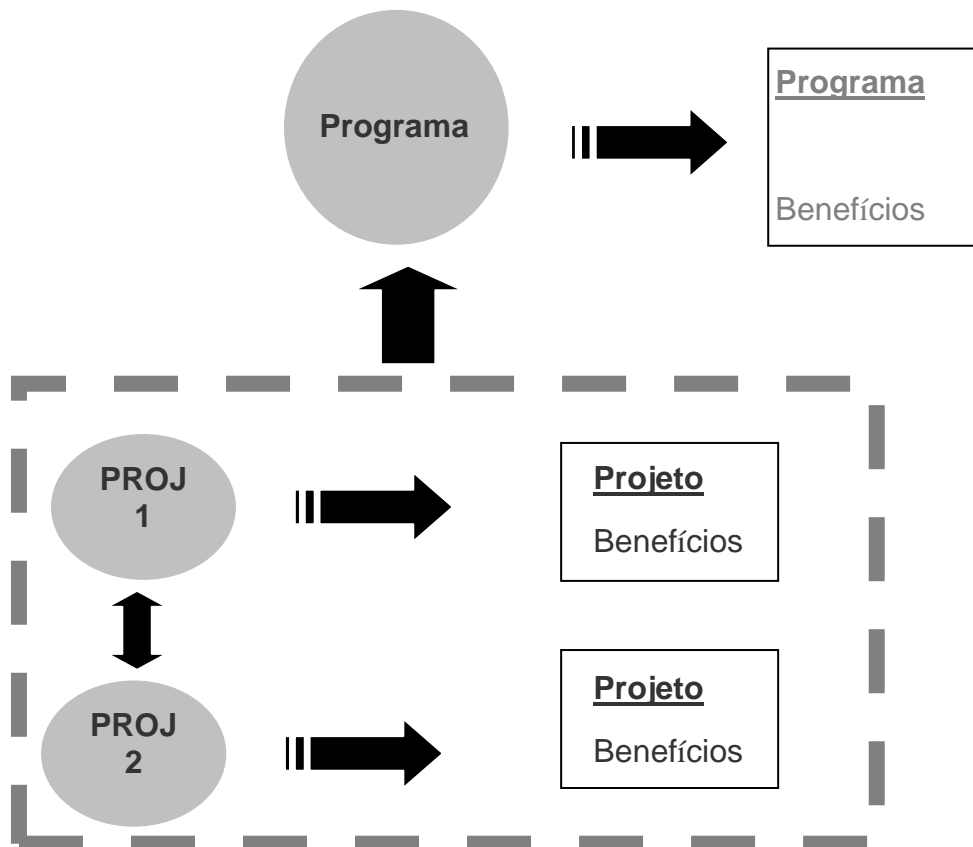 Programa
Programa
Benefícios
PROJ
1
Projeto
Benefícios
PROJ
2
Projeto
Benefícios